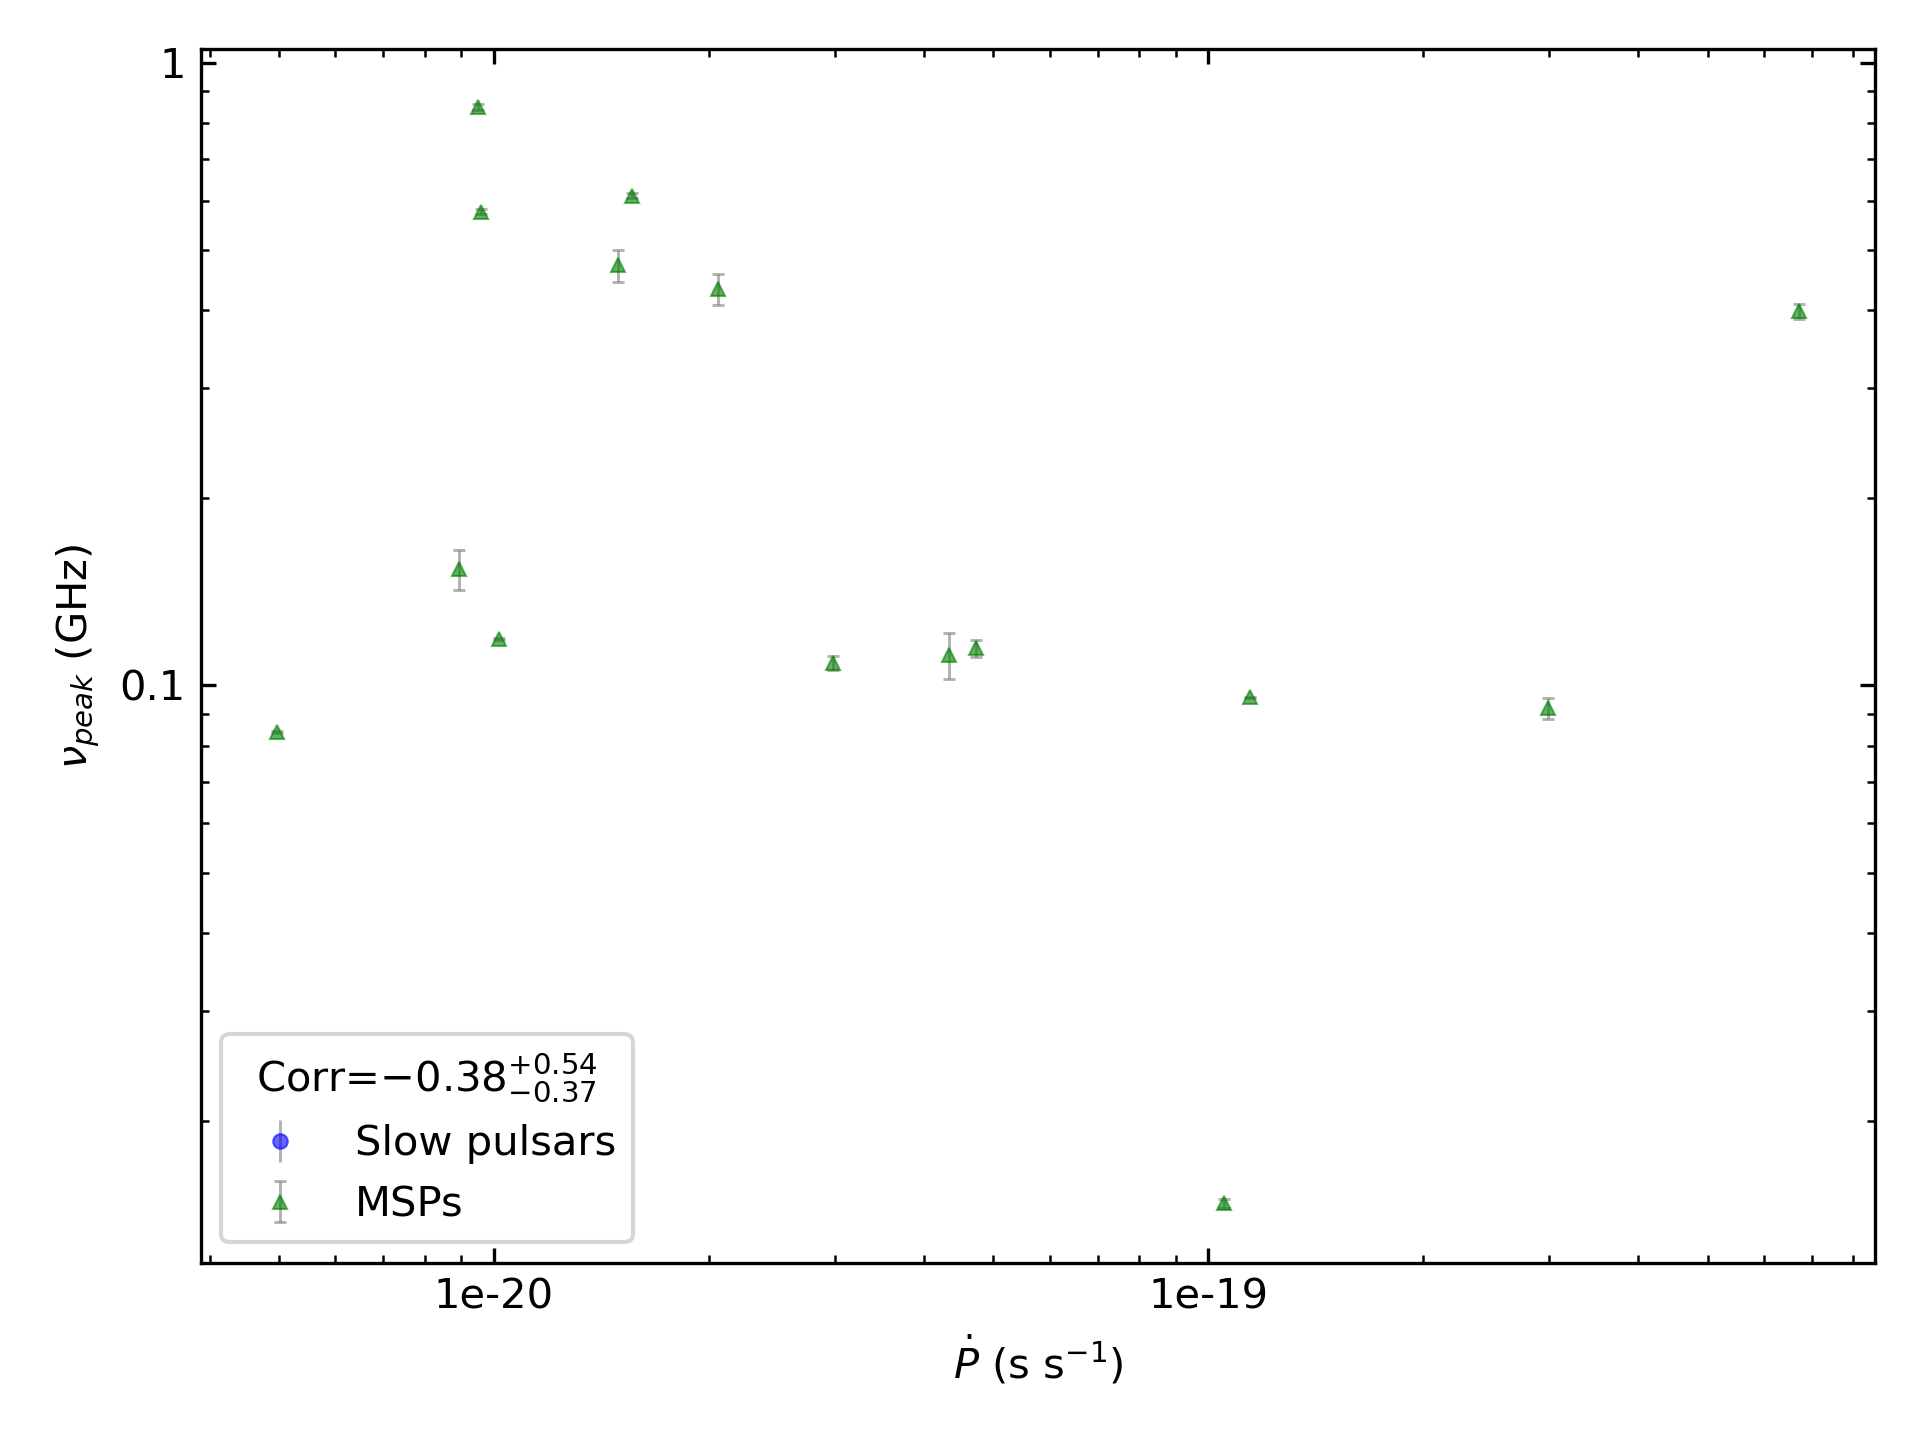 1
0.1
ν_peak (GHz)
Corr=−0.38^{+0.54}_{−0.37}
Slow pulsars
MSPs
1e-20
1e-19
Ṗ (s s⁻¹)